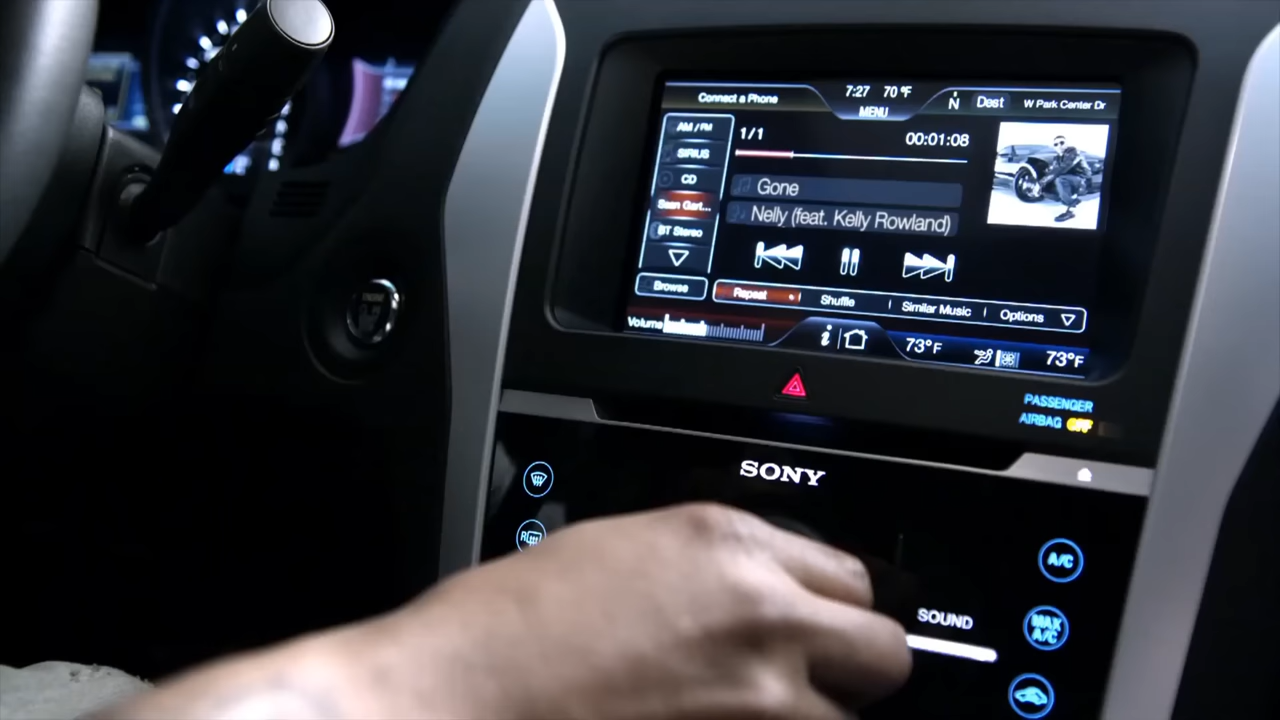 Connect a Phone
7:27 70 °F
MENU
N Dest W Park Center Dr
AM / FM
SIRIUS
CD
Sean Garr...
BT Stereo
Browse
1/1 00:01:08
Gone
Nelly (feat. Kelly Rowland)
Repeat Shuffle Similar Music Options
Volume
i 73°F 73°F
PASSENGER
AIRBAG OFF
SONY
R
A/C
SOUND
MAX
A/C